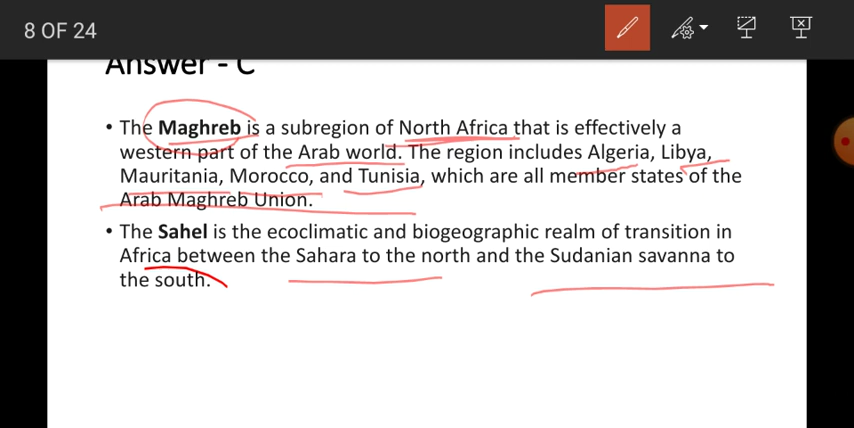 8 OF 24
Answer - C
• The Maghreb is a subregion of North Africa that is effectively a
western part of the Arab world. The region includes Algeria, Libya,
Mauritania, Morocco, and Tunisia, which are all member states of the
Arab Maghreb Union.
• The Sahel is the ecoclimatic and biogeographic realm of transition in
Africa between the Sahara to the north and the Sudanian savanna to
the south.